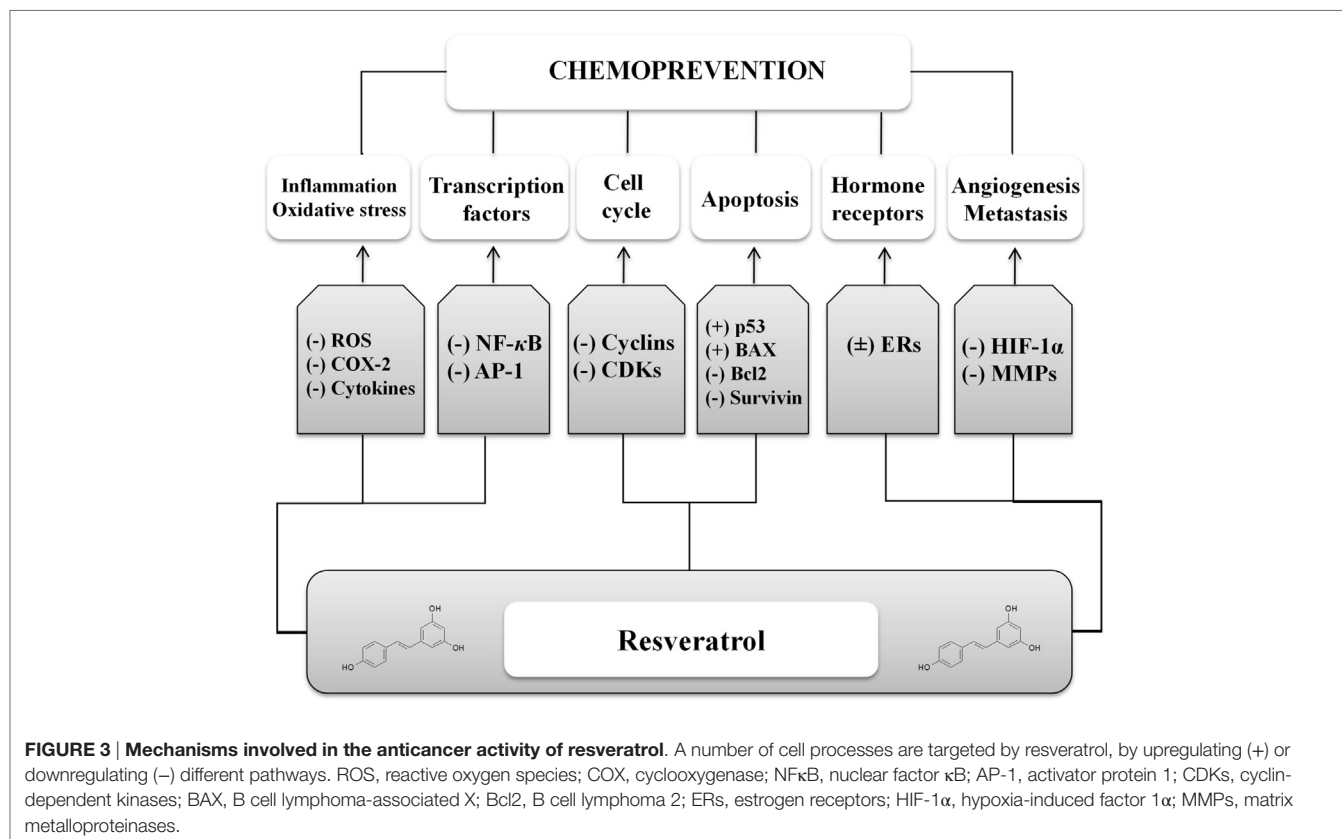 CHEMOPREVENTION
Inflammation
Oxidative stress
Transcription
factors
Cell
cycle
Apoptosis
Hormone
receptors
Angiogenesis
Metastasis
(-) ROS
(-) COX-2
(-) Cytokines
(-) NF-κB
(-) AP-1
(-) Cyclins
(-) CDKs
(+) p53
(+) BAX
(-) Bcl2
(-) Survivin
(±) ERs
(-) HIF-1α
(-) MMPs
OH
OH
HO
Resveratrol
OH
OH
HO
FIGURE 3 | Mechanisms involved in the anticancer activity of resveratrol. A number of cell processes are targeted by resveratrol, by upregulating (+) or
downregulating (−) different pathways. ROS, reactive oxygen species; COX, cyclooxygenase; NFκB, nuclear factor κB; AP-1, activator protein 1; CDKs, cyclin-
dependent kinases; BAX, B cell lymphoma-associated X; Bcl2, B cell lymphoma 2; ERs, estrogen receptors; HIF-1α, hypoxia-induced factor 1α; MMPs, matrix
metalloproteinases.